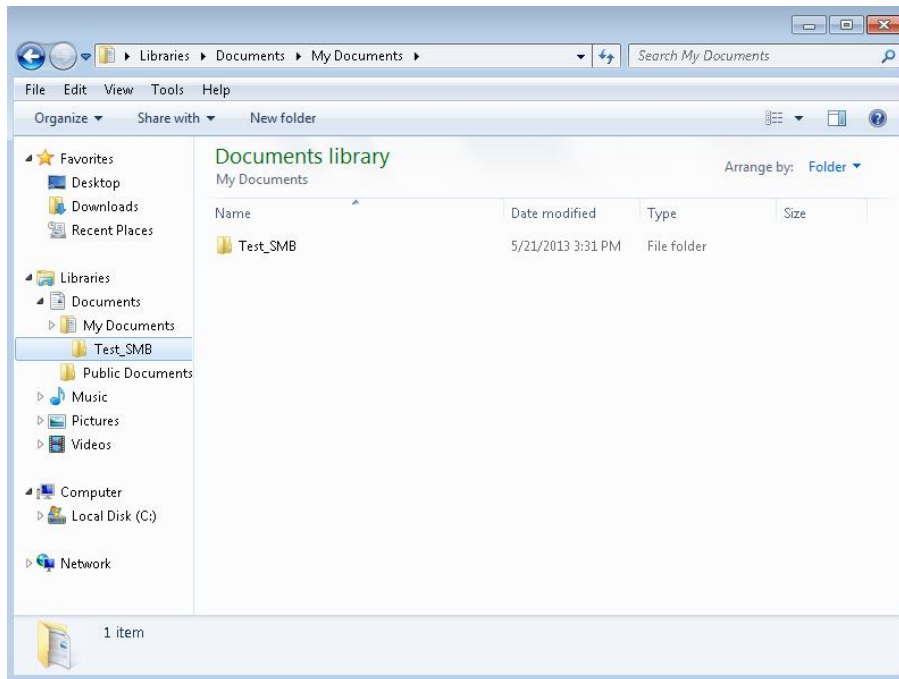 Libraries Documents My Documents Search My Documents
File Edit View Tools Help
Organize Share with New folder
Favorites
Desktop
Downloads
Recent Places
Libraries
Documents
My Documents
Test_SMB
Public Documents
Music
Pictures
Videos
Computer
Local Disk (C:)
Network
Documents library
My Documents
Arrange by: Folder
Name Date modified Type Size
Test_SMB 5/21/2013 3:31 PM File folder
1 item